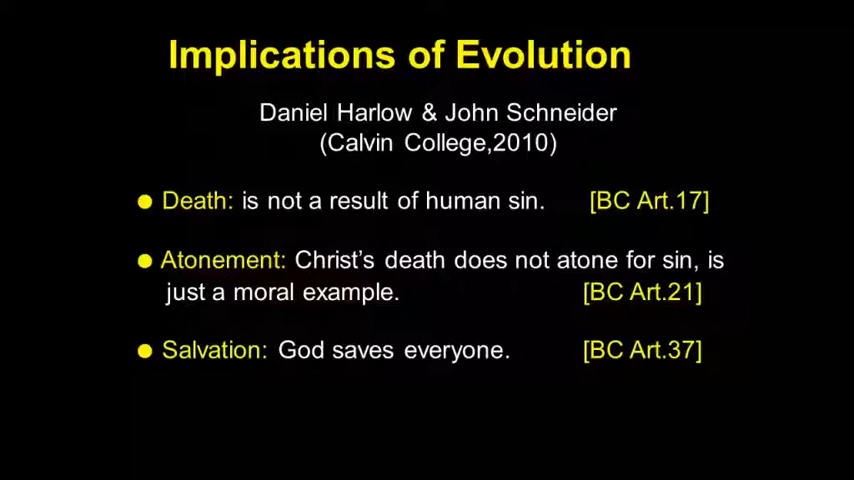 Implications of Evolution
Daniel Harlow & John Schneider
(Calvin College,2010)
● Death: is not a result of human sin. [BC Art.17]
● Atonement: Christ's death does not atone for sin, is
just a moral example. [BC Art.21]
● Salvation: God saves everyone. [BC Art.37]